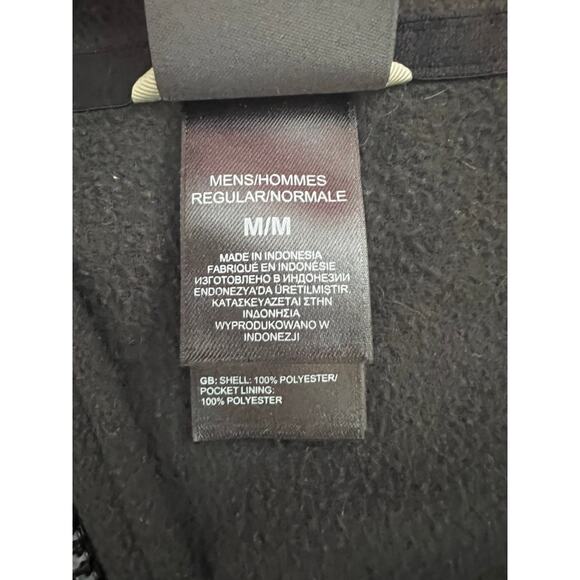 MENS/HOMMES
REGULAR/NORMALE
M/M
MADE IN INDONESIA
FABRIQUÉ EN INDONÉSIE
ИЗГОТОВЛЕНО В ИНДОНЕЗИИ
ENDONEZYA'DA ÜRETILMISTIR.
ΚΑΤΑΣΚΕΥΑΖΕΤΑΙ ΣΤΗΝ
ΙΝΔΟΝΗΣΙΑ
WYPRODUKOWANO W
INDONEZJI
GB: SHELL: 100% POLYESTER/
POCKET LINING:
100% POLYESTER